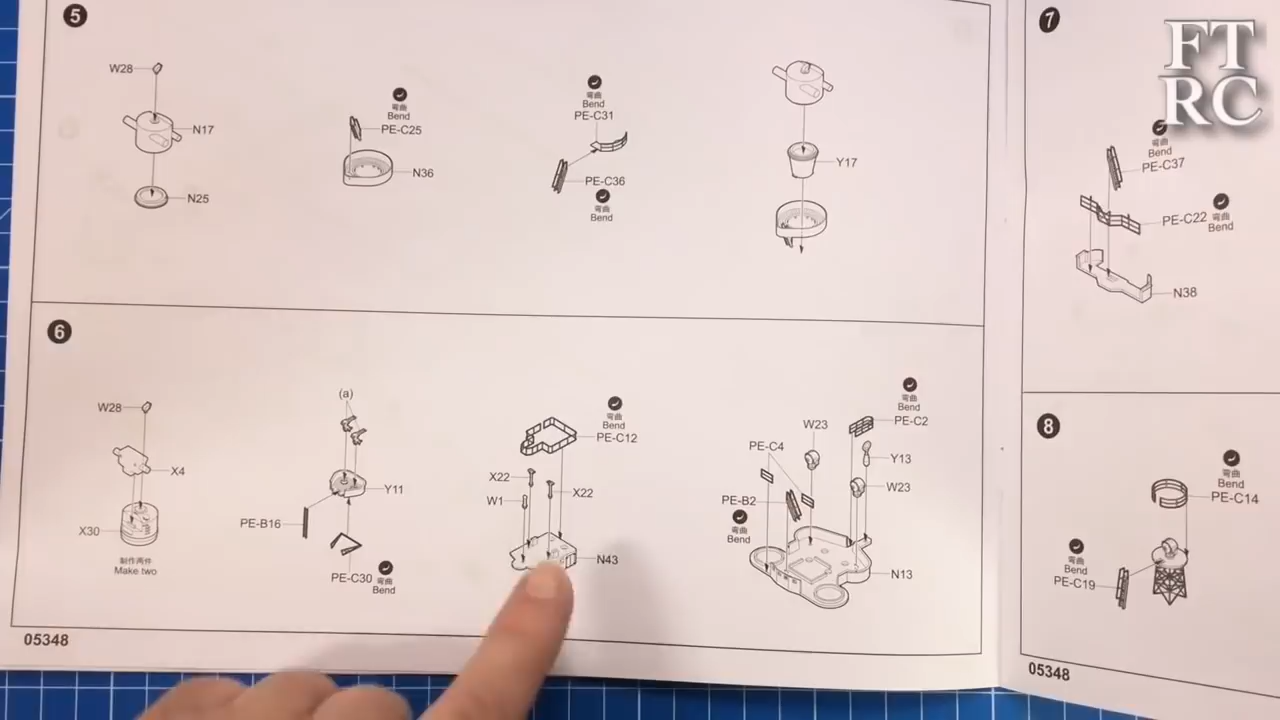 5
W28
N17
N25
弯曲
Bend
PE-C25
N36
弯曲
Bend
PE-C31
PE-C36
弯曲
Bend
Y17
6
W28
X4
X30
制作两件
Make two
(a)
Y11
PE-B16
PE-C30
弯曲
Bend
弯曲
Bend
PE-C12
X22
X22
W1
N43
弯曲
Bend
PE-C2
W23
PE-C4
Y13
W23
PE-B2
弯曲
Bend
N13
05348
7
弯曲
Bend
PE-C37
PE-C22
弯曲
Bend
N38
8
弯曲
Bend
PE-C14
弯曲
Bend
PE-C19
05348
FT
RC